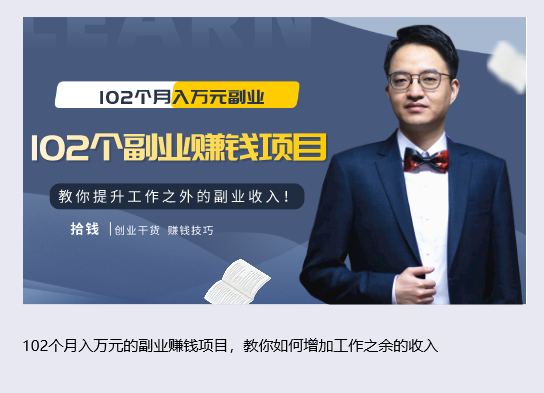 LEARN
102个月入万元副业
102个副业赚钱项目
教你提升工作之外的副业收入！
拾钱 | 创业干货 赚钱技巧
102个月入万元的副业赚钱项目，教你如何增加工作之余的收入